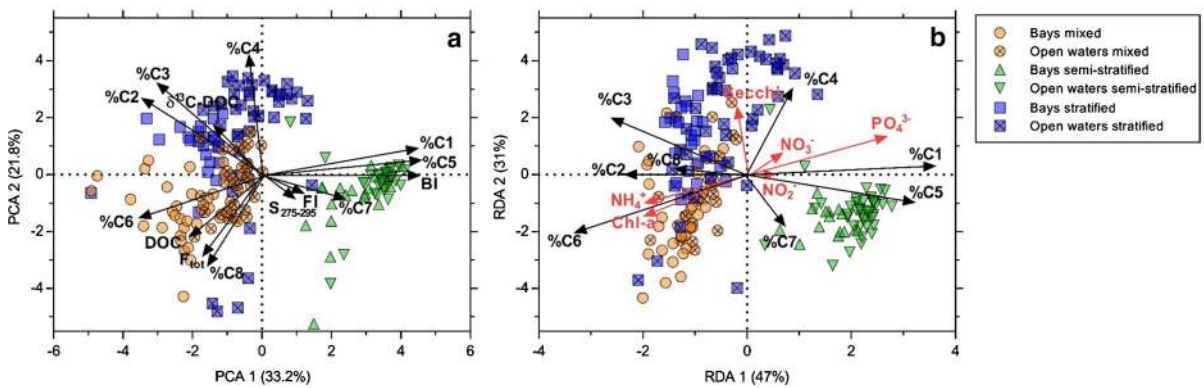 a
%C4
%C3
%C2
δ¹³C-DOC
%C1
%C5
BI
FI
S275-295
%C7
%C6
DOC
Ftot
%C8
4
2
0
-2
-4
PCA 2 (21.8%)
-6 -4 -2 0 2 4 6
PCA 1 (33.2%)
b
%C4
Secchi
%C3
PO₄³⁻
NO₃⁻
%C1
%C8
%C2
NO₂⁻
%C5
NH₄⁺
Chl-a
%C6
%C7
4
2
0
-2
-4
RDA 2 (31%)
-4 -2 0 2 4
RDA 1 (47%)
Bays mixed
Open waters mixed
Bays semi-stratified
Open waters semi-stratified
Bays stratified
Open waters stratified